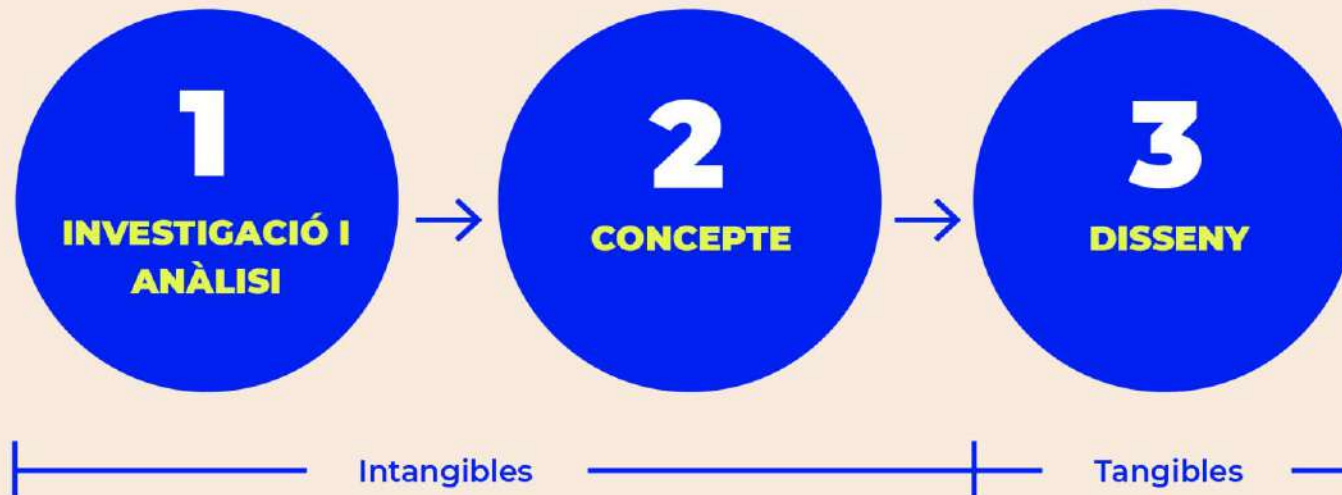 1
INVESTIGACIÓ I
ANÀLISI
2
CONCEPTE
3
DISSENY
Intangibles
Tangibles